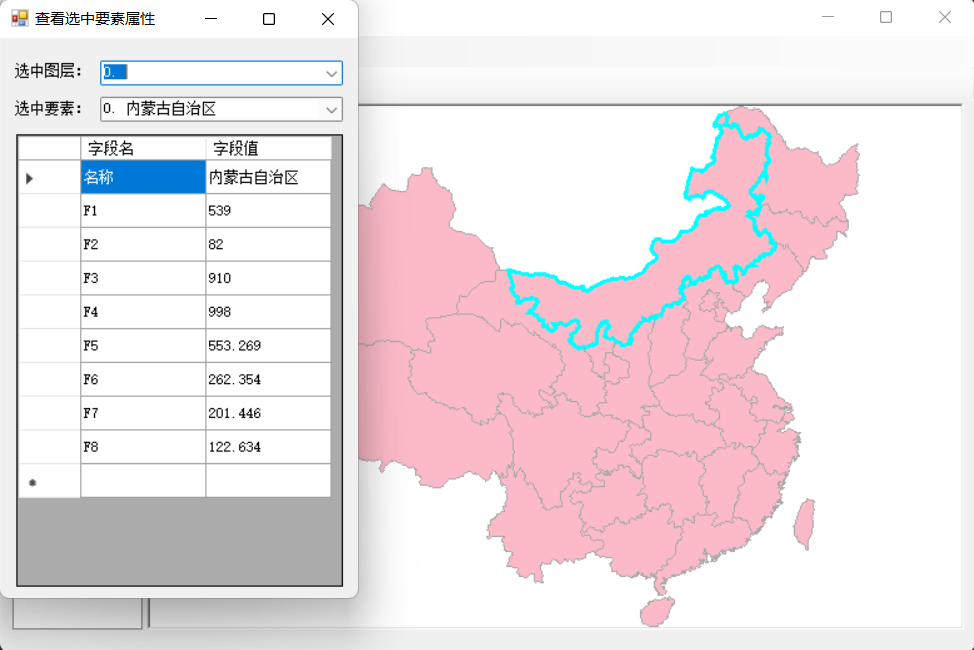 查看选中要素属性
选中图层： 0.
选中要素： 0. 内蒙古自治区
字段名 字段值
名称 内蒙古自治区
F1 539
F2 82
F3 910
F4 998
F5 553.269
F6 262.354
F7 201.446
F8 122.634